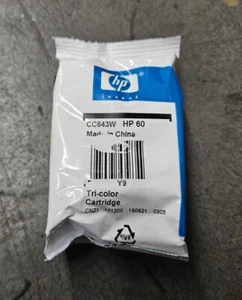 hp
invent
CC643W HP 60
Made in China
Y9
Tri-color
Cartridge